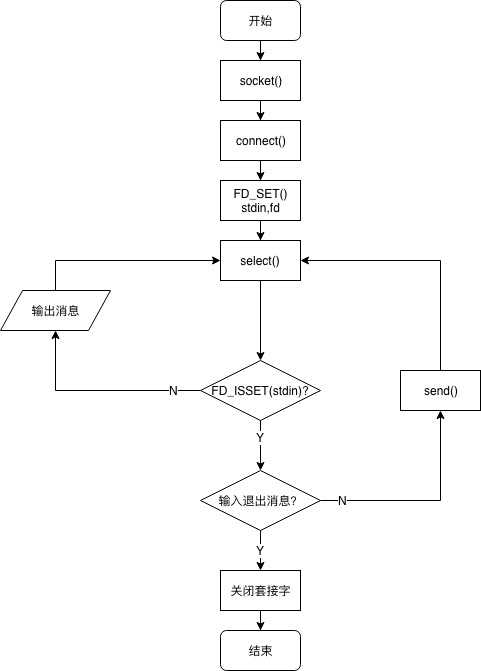 开始
socket()
connect()
FD_SET()
stdin,fd
select()
输出消息
FD_ISSET(stdin)?
N
send()
Y
输入退出消息?
N
Y
关闭套接字
结束